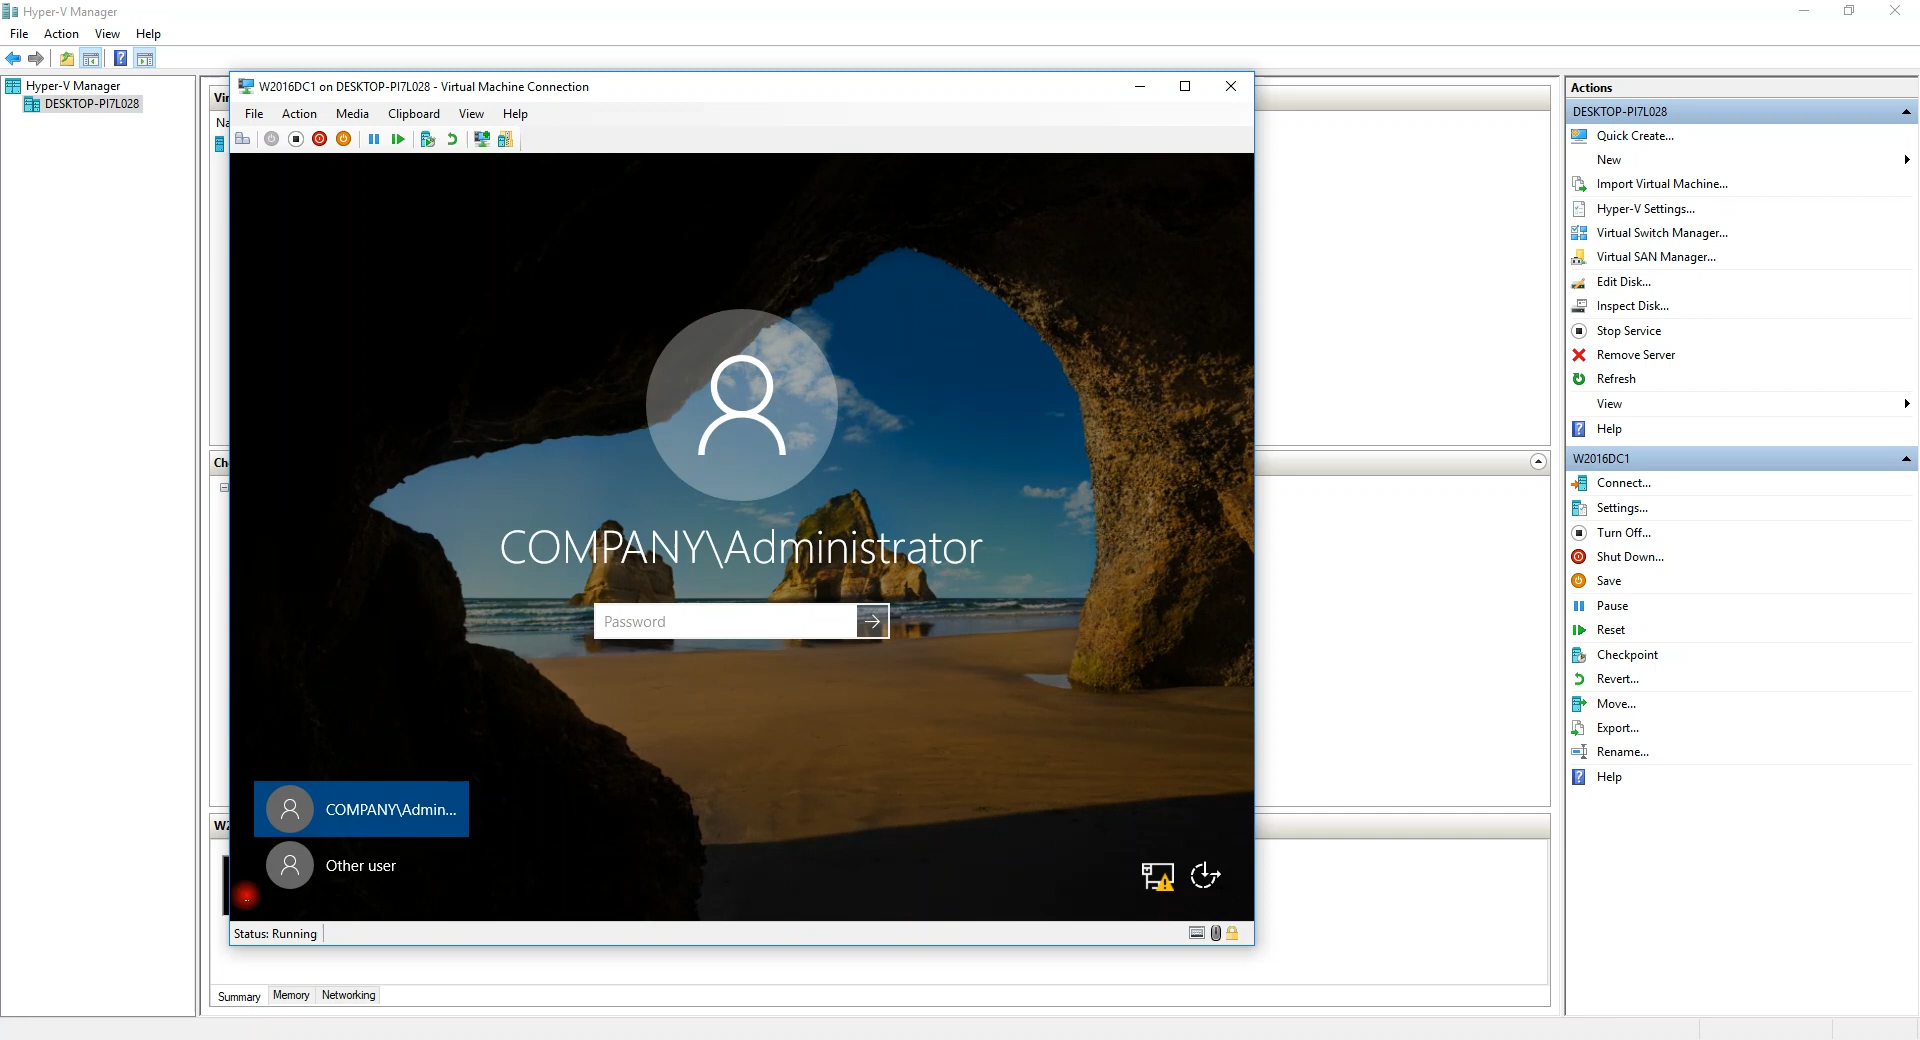 Hyper-V Manager
File Action View Help
Hyper-V Manager
DESKTOP-PI7L028
W2016DC1 on DESKTOP-PI7L028 - Virtual Machine Connection
File Action Media Clipboard View Help
COMPANY\Administrator
Password
COMPANY\Admin...
Other user
Status: Running
Summary Memory Networking
Actions
DESKTOP-PI7L028
Quick Create...
New
Import Virtual Machine...
Hyper-V Settings...
Virtual Switch Manager...
Virtual SAN Manager...
Edit Disk...
Inspect Disk...
Stop Service
Remove Server
Refresh
View
Help
W2016DC1
Connect...
Settings...
Turn Off...
Shut Down...
Save
Pause
Reset
Checkpoint
Revert...
Move...
Export...
Rename...
Help